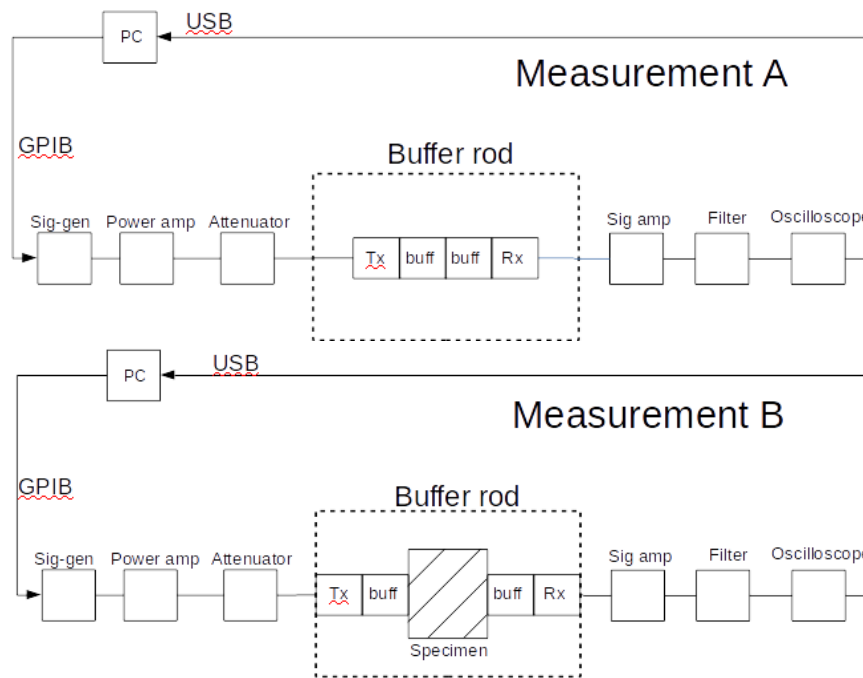 USB
PC
Measurement A
GPIB
Buffer rod
Sig-gen Power amp Attenuator Sig amp Filter Oscilloscope
Tx buff buff Rx
USB
PC
Measurement B
GPIB
Buffer rod
Sig-gen Power amp Attenuator Sig amp Filter Oscilloscope
Tx buff buff Rx
Specimen